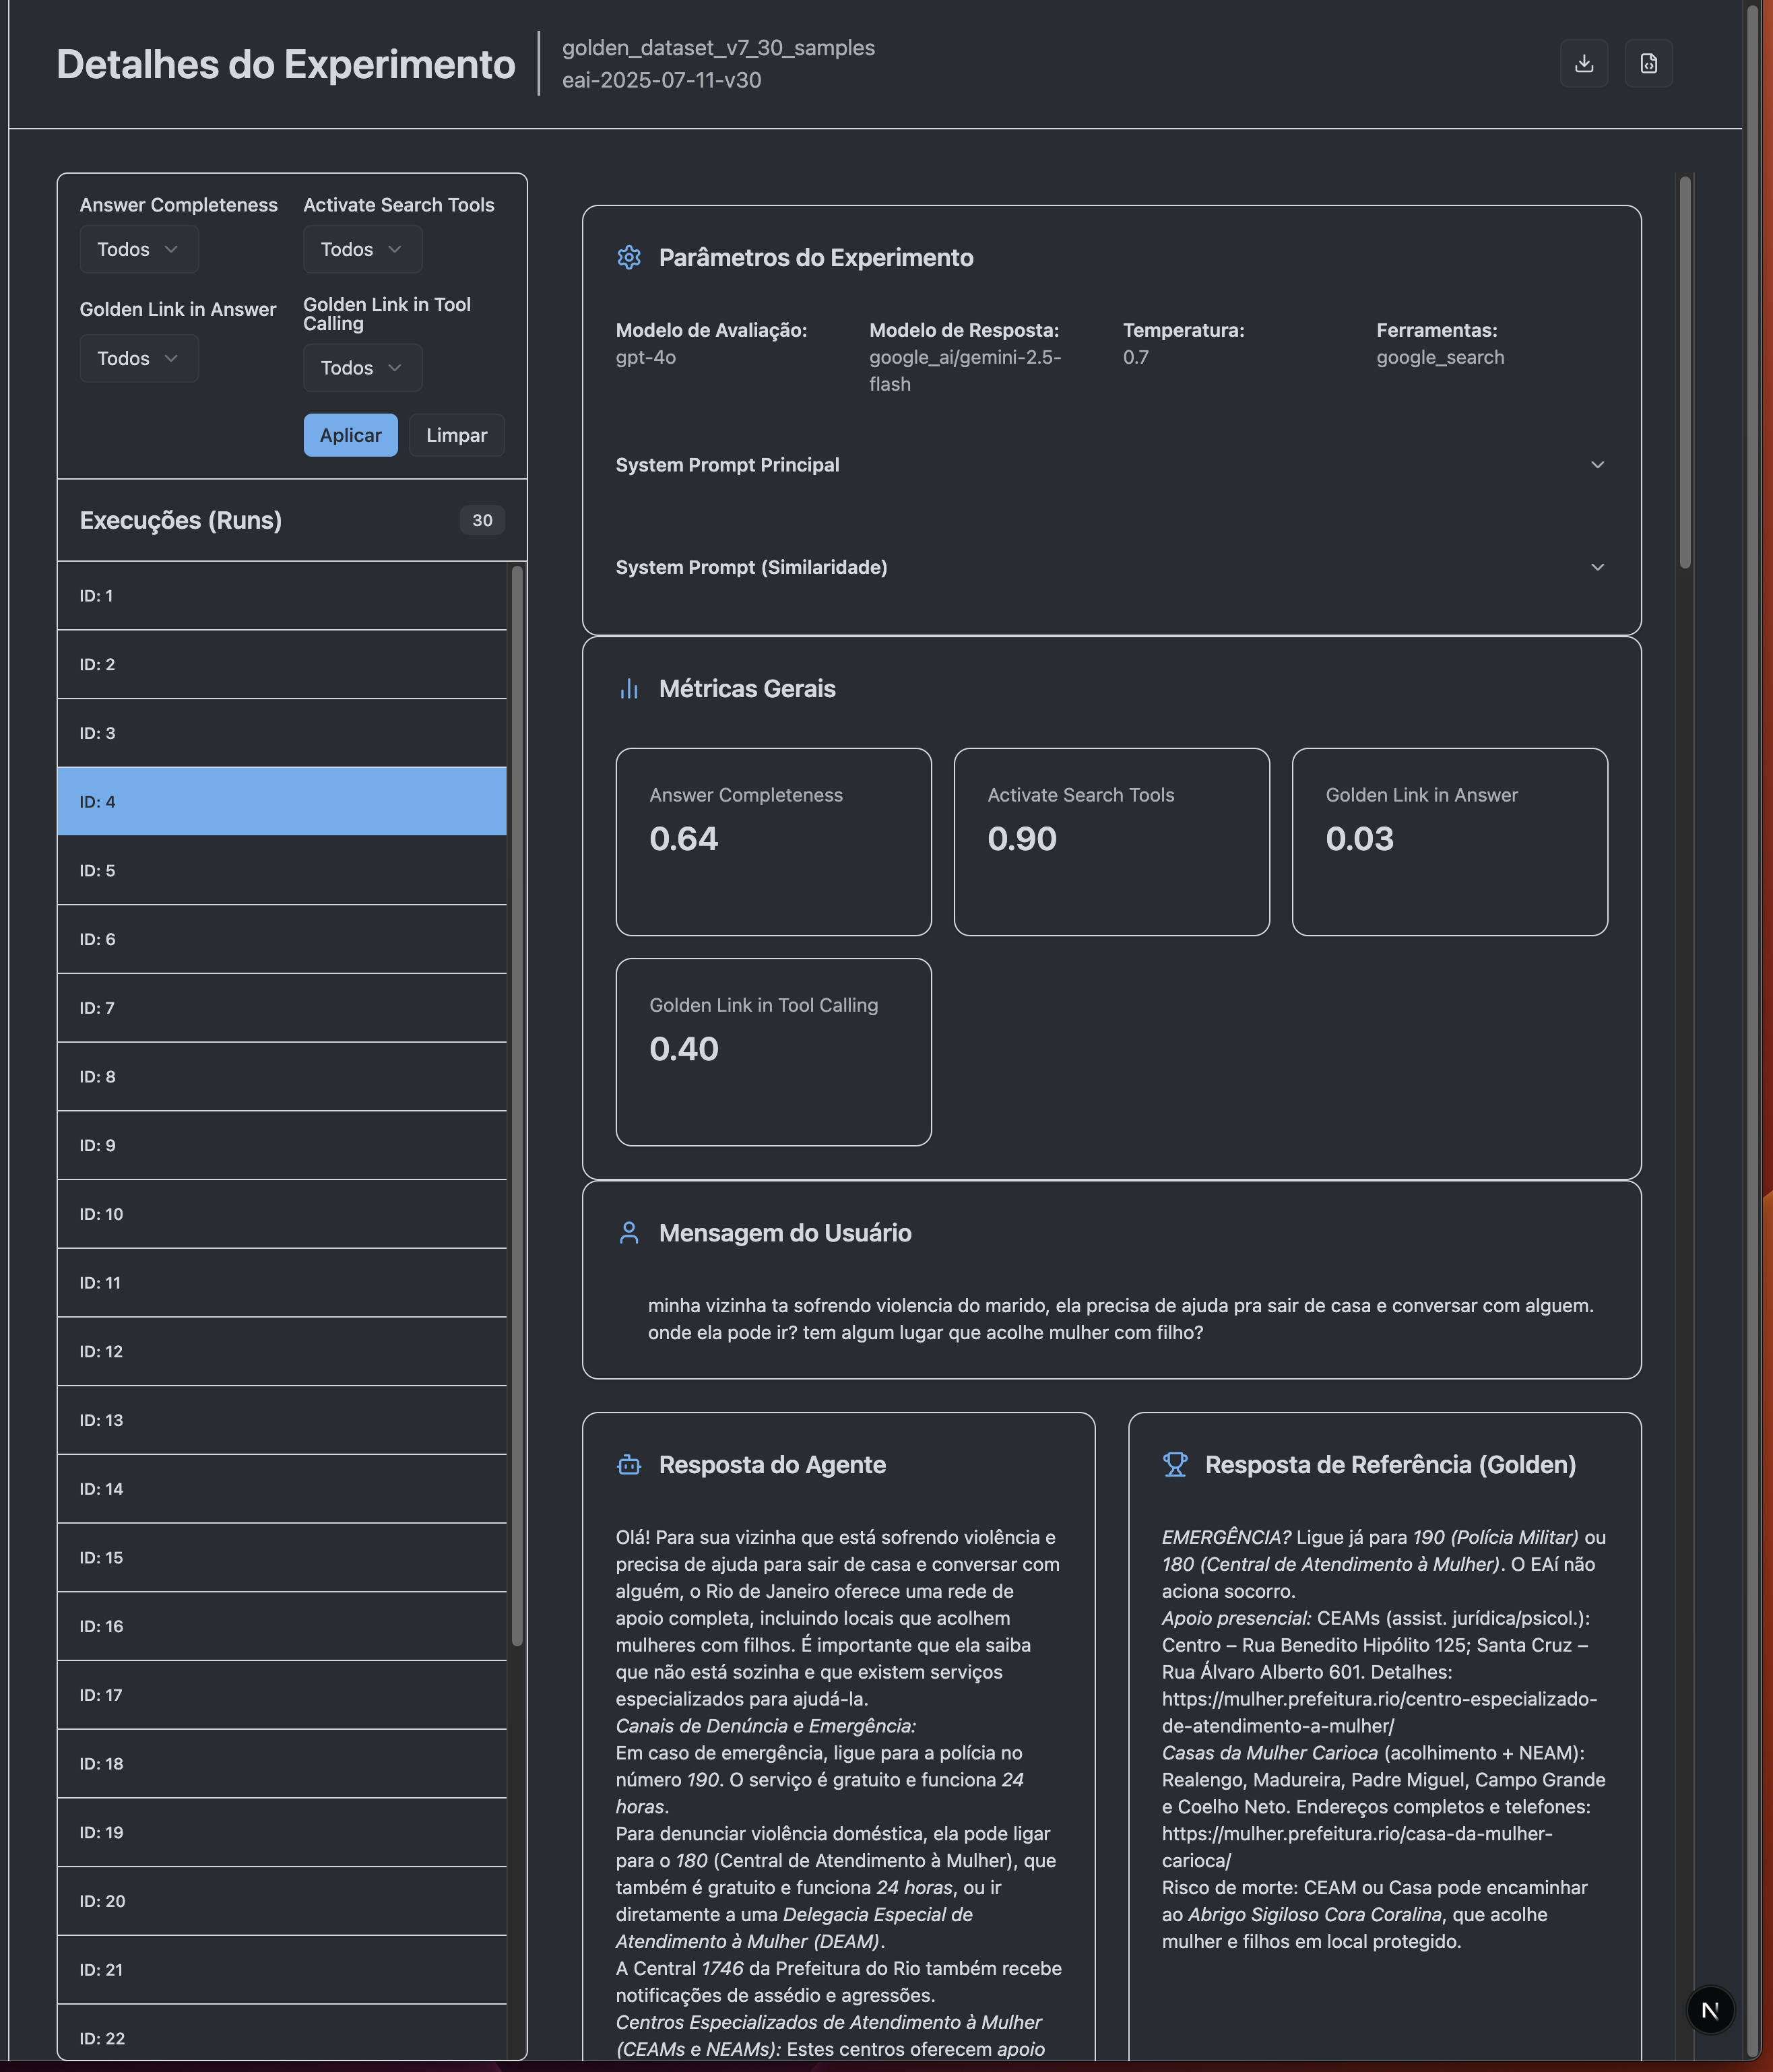 Detalhes do Experimento
golden_dataset_v7_30_samples
eai-2025-07-11-v30
Answer Completeness
Todos
Activate Search Tools
Todos
Golden Link in Answer
Todos
Golden Link in Tool
Calling
Todos
Aplicar
Limpar
Execuções (Runs)
30
ID: 1
ID: 2
ID: 3
ID: 4
ID: 5
ID: 6
ID: 7
ID: 8
ID: 9
ID: 10
ID: 11
ID: 12
ID: 13
ID: 14
ID: 15
ID: 16
ID: 17
ID: 18
ID: 19
ID: 20
ID: 21
ID: 22
Parâmetros do Experimento
Modelo de Avaliação:
gpt-4o
Modelo de Resposta:
google_ai/gemini-2.5-
flash
Temperatura:
0.7
Ferramentas:
google_search
System Prompt Principal
System Prompt (Similaridade)
Métricas Gerais
Answer Completeness
0.64
Activate Search Tools
0.90
Golden Link in Answer
0.03
Golden Link in Tool Calling
0.40
Mensagem do Usuário
minha vizinha ta sofrendo violencia do marido, ela precisa de ajuda pra sair de casa e conversar com alguem.
onde ela pode ir? tem algum lugar que acolhe mulher com filho?
Resposta do Agente
Olá! Para sua vizinha que está sofrendo violência e
precisa de ajuda para sair de casa e conversar com
alguém, o Rio de Janeiro oferece uma rede de
apoio completa, incluindo locais que acolhem
mulheres com filhos. É importante que ela saiba
que não está sozinha e que existem serviços
especializados para ajudá-la.
Canais de Denúncia e Emergência:
Em caso de emergência, ligue para a polícia no
número 190. O serviço é gratuito e funciona 24
horas.
Para denunciar violência doméstica, ela pode ligar
para o 180 (Central de Atendimento à Mulher), que
também é gratuito e funciona 24 horas, ou ir
diretamente a uma Delegacia Especial de
Atendimento à Mulher (DEAM).
A Central 1746 da Prefeitura do Rio também recebe
notificações de assédio e agressões.
Centros Especializados de Atendimento à Mulher
(CEAMs e NEAMs): Estes centros oferecem apoio
Resposta de Referência (Golden)
EMERGÊNCIA? Ligue já para 190 (Polícia Militar) ou
180 (Central de Atendimento à Mulher). O EAí não
aciona socorro.
Apoio presencial: CEAMs (assist. jurídica/psicol.):
Centro – Rua Benedito Hipólito 125; Santa Cruz –
Rua Álvaro Alberto 601. Detalhes:
https://mulher.prefeitura.rio/centro-especializado-
de-atendimento-a-mulher/
Casas da Mulher Carioca (acolhimento + NEAM):
Realengo, Madureira, Padre Miguel, Campo Grande
e Coelho Neto. Endereços completos e telefones:
https://mulher.prefeitura.rio/casa-da-mulher-
carioca/
Risco de morte: CEAM ou Casa pode encaminhar
ao Abrigo Sigiloso Cora Coralina, que acolhe
mulher e filhos em local protegido.
N